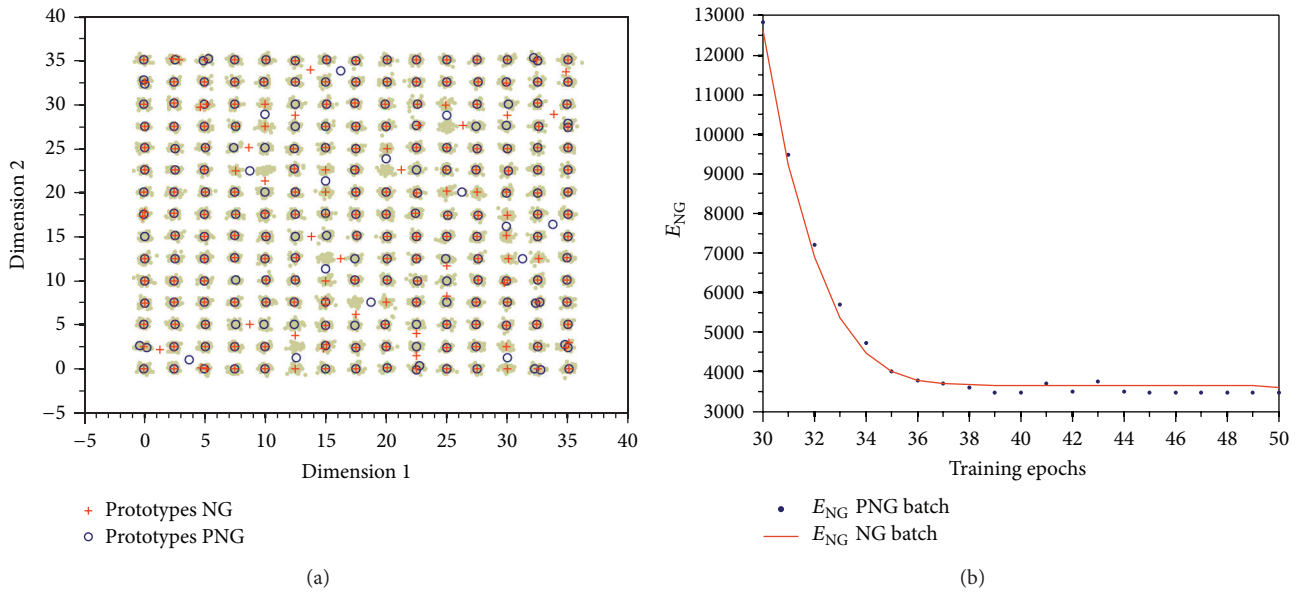 40
35
30
25
20
15
10
5
0
−5
Dimension 2
−5 0 5 10 15 20 25 30 35 40
Dimension 1
+ Prototypes NG
Prototypes PNG
(a)
13000
12000
11000
10000
9000
8000
7000
6000
5000
4000
3000
E_NG
30 32 34 36 38 40 42 44 46 48 50
Training epochs
E_NG PNG batch
E_NG NG batch
(b)